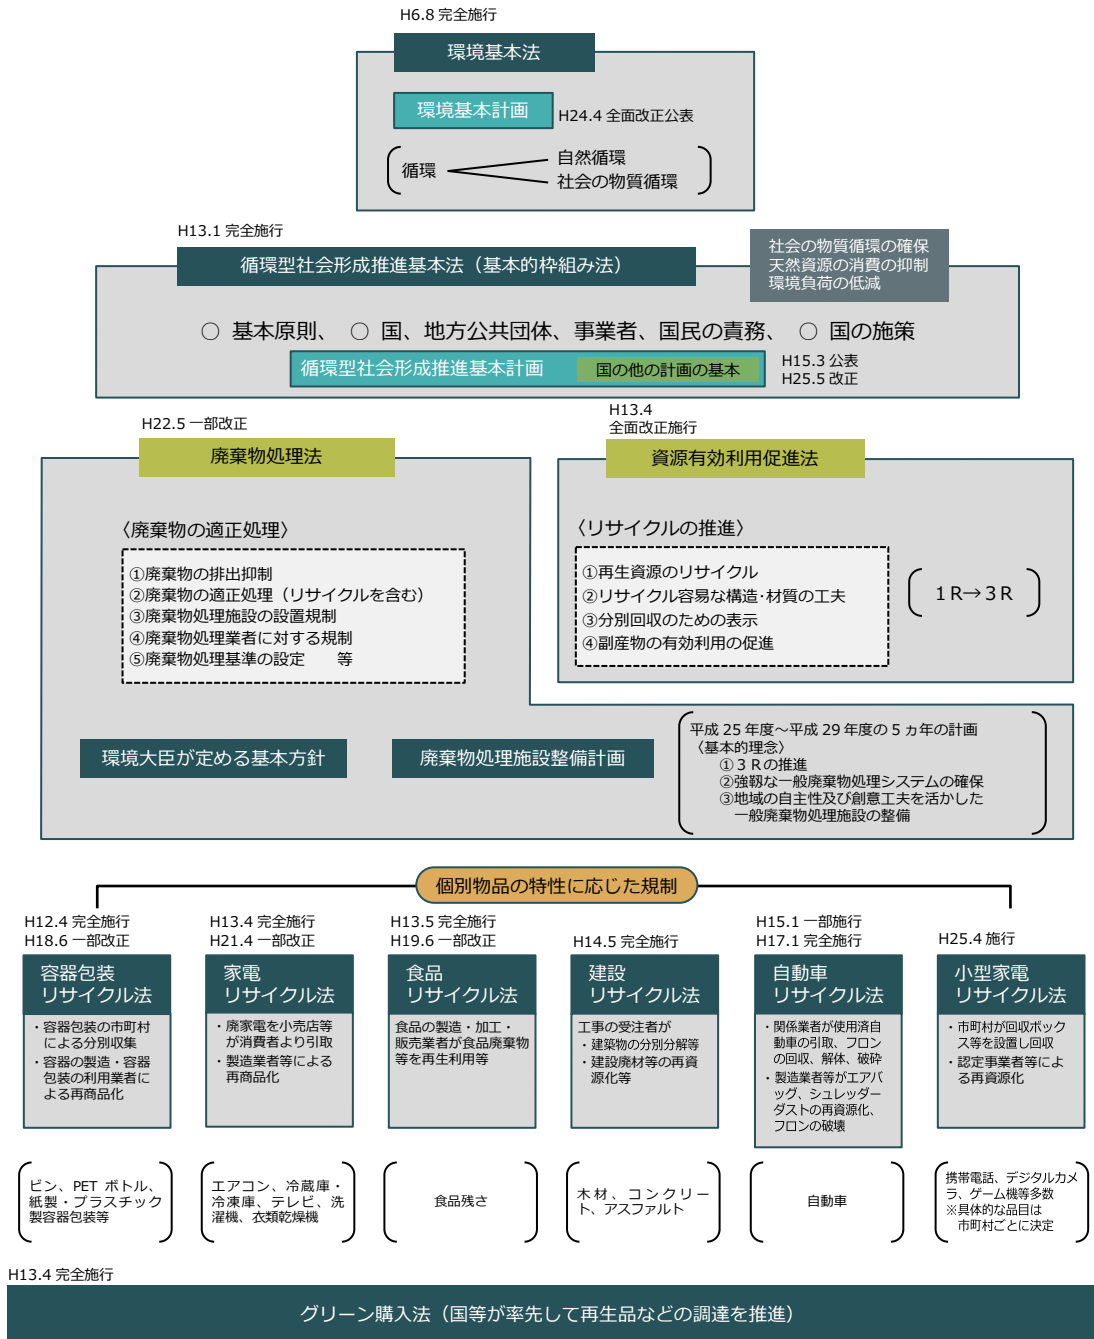 H6.8 完全施行
環境基本法
環境基本計画
H24.4 全面改正公表
循環
自然循環
社会の物質循環
H13.1 完全施行
循環型社会形成推進基本法（基本的枠組み法）
社会の物質循環の確保
天然資源の消費の抑制
環境負荷の低減
○ 基本原則、 ○ 国、地方公共団体、事業者、国民の責務、 ○ 国の施策
循環型社会形成推進基本計画
国の他の計画の基本
H15.3 公表
H25.5 改正
H22.5 一部改正
廃棄物処理法
〈廃棄物の適正処理〉
①廃棄物の排出抑制
②廃棄物の適正処理（リサイクルを含む）
③廃棄物処理施設の設置規制
④廃棄物処理業者に対する規制
⑤廃棄物処理基準の設定　　等
H13.4
全面改正施行
資源有効利用促進法
〈リサイクルの推進〉
①再生資源のリサイクル
②リサイクル容易な構造･材質の工夫
③分別回収のための表示
④副産物の有効利用の促進
１R→３R
環境大臣が定める基本方針
廃棄物処理施設整備計画
平成 25 年度～平成 29 年度の 5 ヵ年の計画
〈基本的理念〉
①３Ｒの推進
②強靱な一般廃棄物処理システムの確保
③地域の自主性及び創意工夫を活かした
一般廃棄物処理施設の整備
個別物品の特性に応じた規制
H12.4 完全施行
H18.6 一部改正
容器包装
リサイクル法
・容器包装の市町村
による分別収集
・容器の製造・容器
包装の利用業者に
よる再商品化
ビン、PET ボトル、
紙製・プラスチック
製容器包装等
H13.4 完全施行
H21.4 一部改正
家電
リサイクル法
・廃家電を小売店等
が消費者より引取
・製造業者等による
再商品化
エアコン、冷蔵庫・
冷凍庫、テレビ、洗
濯機、衣類乾燥機
H13.5 完全施行
H19.6 一部改正
食品
リサイクル法
食品の製造・加工・
販売業者が食品廃棄物
等を再生利用等
食品残さ
H14.5 完全施行
建設
リサイクル法
工事の受注者が
・建築物の分別分解等
・建設廃材等の再資
源化等
木材、コンクリー
ト、アスファルト
H15.1 一部施行
H17.1 完全施行
自動車
リサイクル法
・関係業者が使用済自
動車の引取、フロン
の回収、解体、破砕
・製造業者等がエアバ
ッグ、シュレッダー
ダストの再資源化、
フロンの破壊
自動車
H25.4 施行
小型家電
リサイクル法
・市町村が回収ボック
ス等を設置し回収
・認定事業者等によ
る再資源化
携帯電話、デジタルカメ
ラ、ゲーム機等多数
※具体的な品目は
市町村ごとに決定
H13.4 完全施行
グリーン購入法（国等が率先して再生品などの調達を推進）